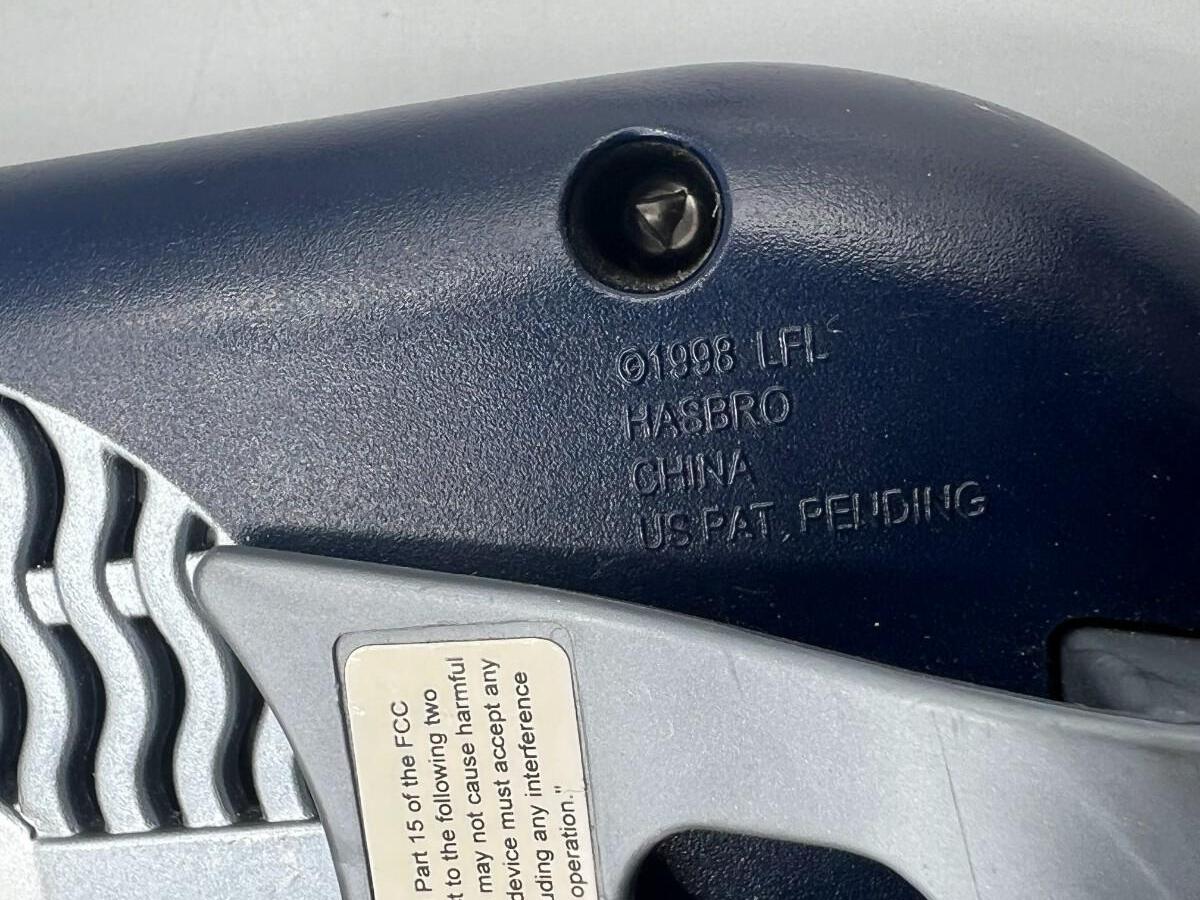 ©1998 LFL
HASBRO
CHINA
US PAT. PENDING
Part 15 of the FCC
t to the following two
may not cause harmful
device must accept any
uding any interference
operation."